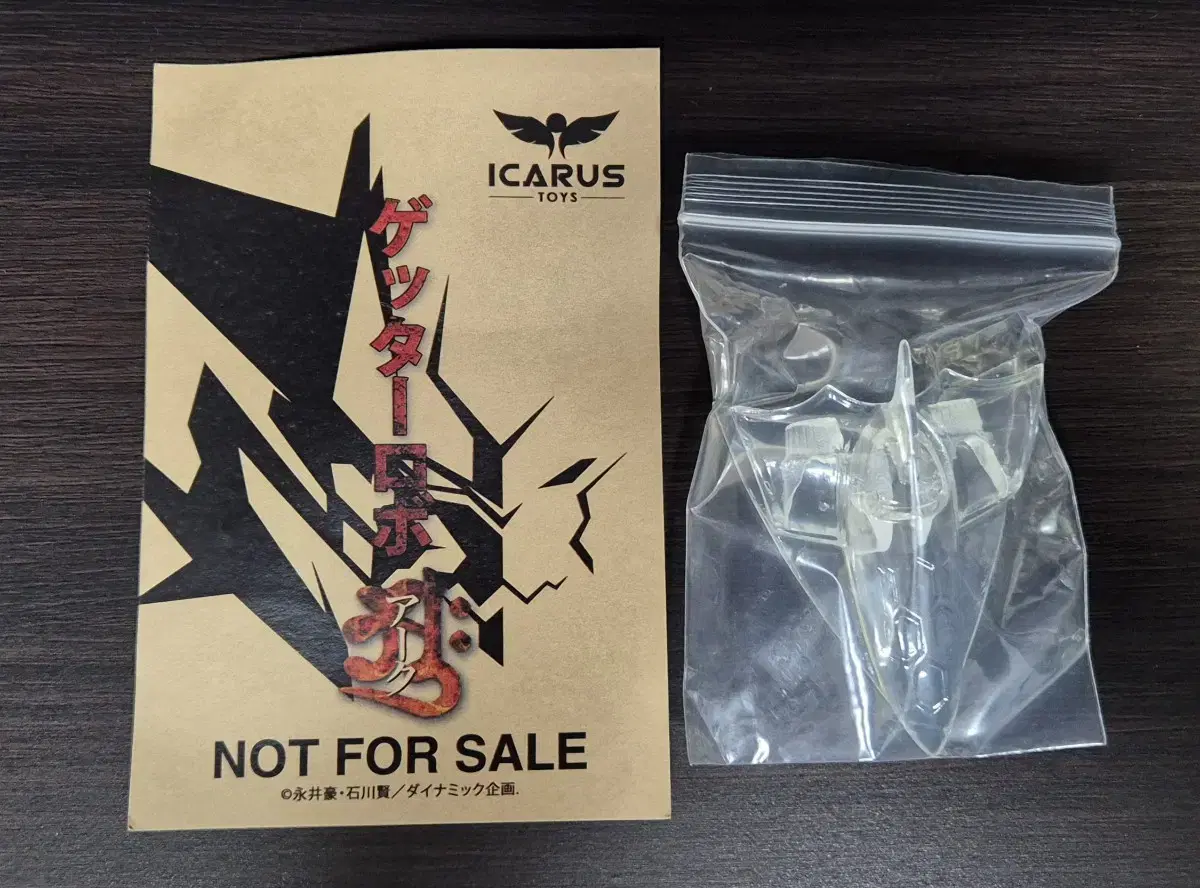 ICARUS
TOYS
ゲッターロボ
アーク
NOT FOR SALE
©永井豪・石川賢／ダイナミック企画.